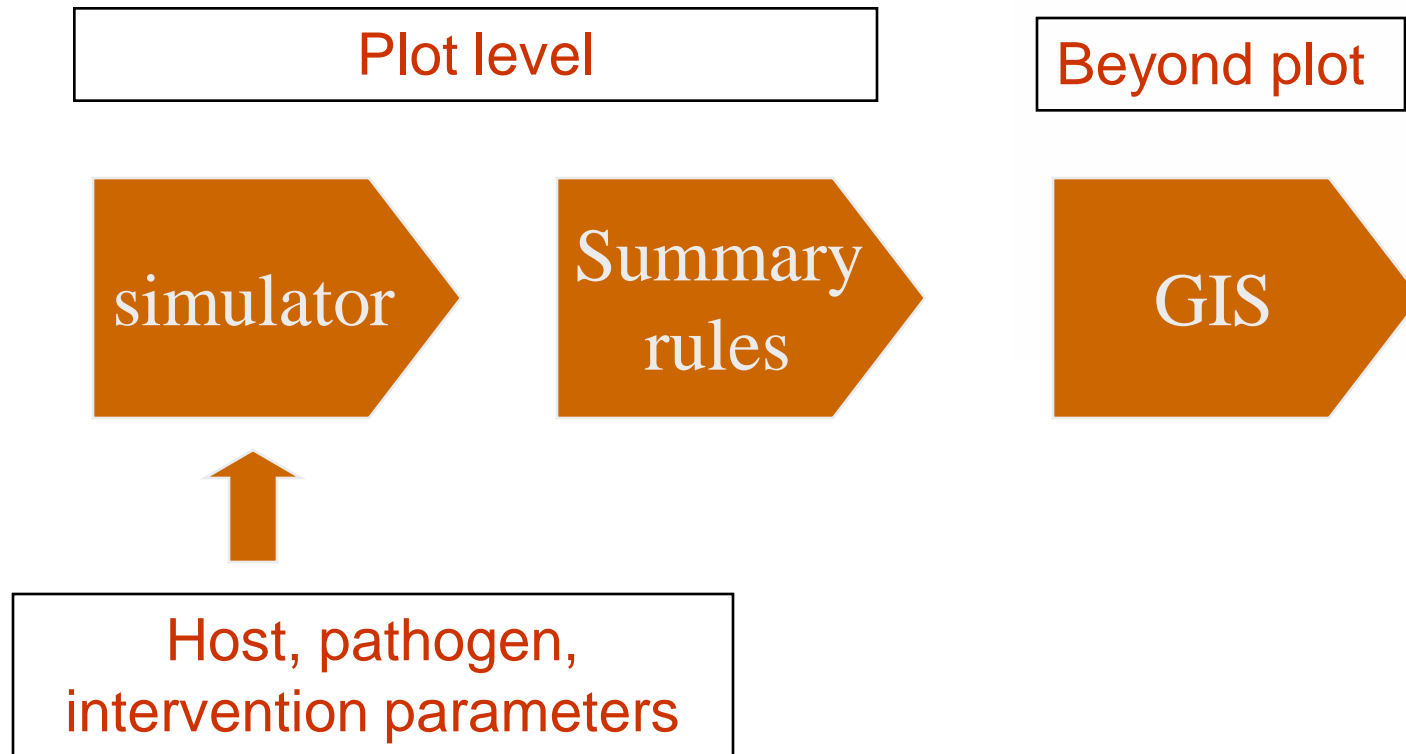 Plot level
Beyond plot
simulator
Summary
rules
GIS
Host, pathogen,
intervention parameters